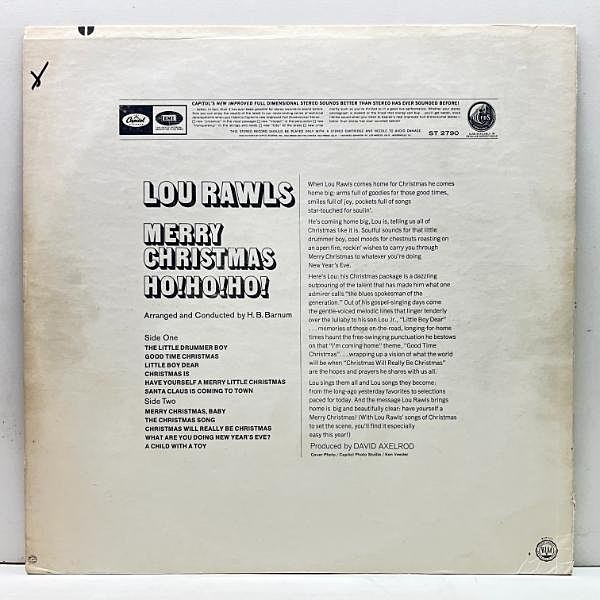 CAPITOL'S NEW IMPROVED FULL DIMENSIONAL STEREO SOUNDS BETTER THAN STEREO HAS EVER SOUNDED BEFORE!
Capitol
EMI
THIS STEREO RECORD SHOULD BE PLAYED ONLY WITH A STEREO CARTRIDGE AND NEEDLE TO AVOID DAMAGE.
ST 2790
LOU RAWLS
MERRY
CHRISTMAS
HO!HO!HO!
Arranged and Conducted by H. B. Barnum
Side One
THE LITTLE DRUMMER BOY
GOOD TIME CHRISTMAS
LITTLE BOY DEAR
CHRISTMAS IS
HAVE YOURSELF A MERRY LITTLE CHRISTMAS
SANTA CLAUS IS COMING TO TOWN
Side Two
MERRY CHRISTMAS, BABY
THE CHRISTMAS SONG
CHRISTMAS WILL REALLY BE CHRISTMAS
WHAT ARE YOU DOING NEW YEAR'S EVE?
A CHILD WITH A TOY
When Lou Rawls comes home for Christmas he comes
home big: arms full of goodies for those good times,
smiles full of joy, pockets full of songs
star-touched for soulin'.
He's coming home big, Lou is, telling us all of
Christmas like it is. Soulful sounds for that little
drummer boy, cool moods for chestnuts roasting on
an open fire, rockin' wishes to carry you through
Merry Christmas to whatever you're doing
New Year's Eve.
Here's Lou: his Christmas package is a dazzling
outpouring of the talent that has made him what one
admirer calls "the blues spokesman of the
generation." Out of his gospel-singing days come
the gentle-voiced melodic lines that linger tenderly
over the lullaby to his son Lou Jr., "Little Boy Dear"
. . . memories of those on-the-road, longing-for-home
times haunt the free-swinging punctuation he bestows
on that "I'm coming home" theme, "Good Time
Christmas" . . . wrapping up a vision of what the world
will be when "Christmas Will Really Be Christmas"
are the hopes and prayers he shares with us all.
Lou sings them all and Lou songs they become:
from the long-ago yesterday favorites to selections
paced for today. And the message Lou Rawls brings
home is big and beautifully clear: have yourself a
Merry Christmas! (With Lou Rawls' songs of Christmas
to set the scene, you'll find it especially
easy this year!)
Produced by DAVID AXELROD
Cover Photo / Capitol Photo Studio / Ken Veeder